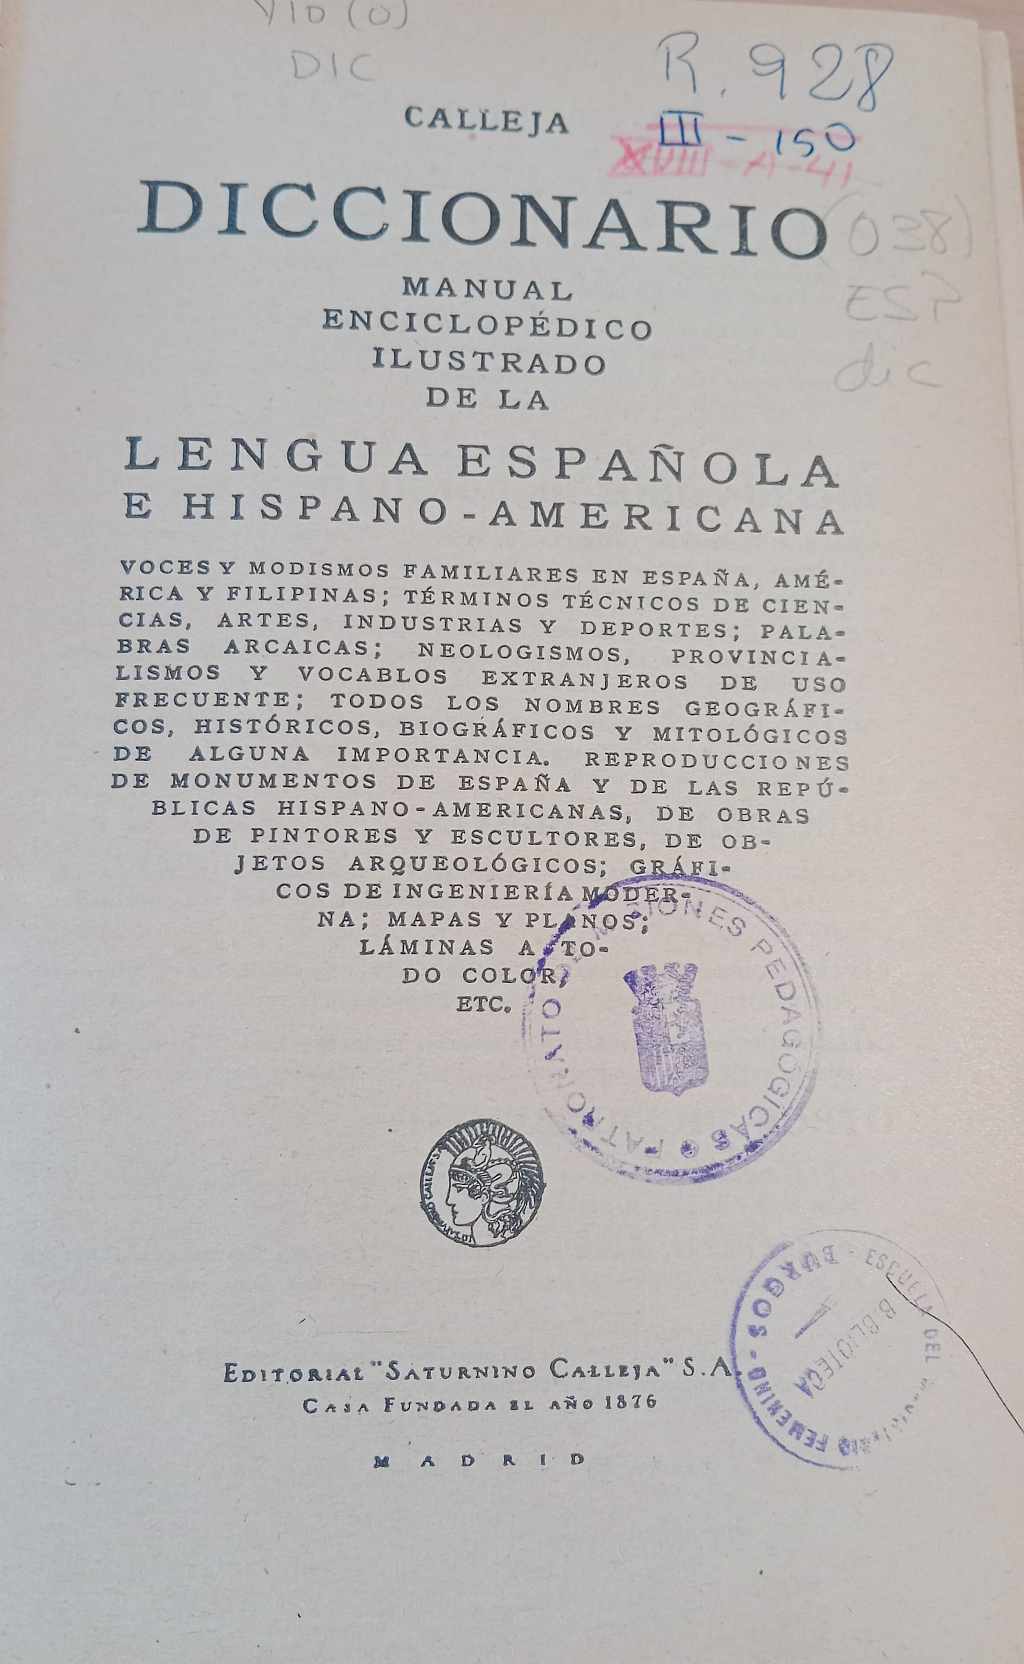 VID (0)
DIC
R. 928
CALLEJA
III - 150
XVIII - A - 41
DICCIONARIO
(038)
MANUAL
ESP
ENCICLOPÉDICO
ILUSTRADO
dic
DE LA
LENGUA ESPAÑOLA
E HISPANO-AMERICANA
VOCES Y MODISMOS FAMILIARES EN ESPAÑA, AMÉ-
RICA Y FILIPINAS; TÉRMINOS TÉCNICOS DE CIEN-
CIAS, ARTES, INDUSTRIAS Y DEPORTES; PALA-
BRAS ARCAICAS; NEOLOGISMOS, PROVINCIA-
LISMOS Y VOCABLOS EXTRANJEROS DE USO
FRECUENTE; TODOS LOS NOMBRES GEOGRÁFI-
COS, HISTÓRICOS, BIOGRÁFICOS Y MITOLÓGICOS
DE ALGUNA IMPORTANCIA. REPRODUCCIONES
DE MONUMENTOS DE ESPAÑA Y DE LAS REPÚ-
BLICAS HISPANO-AMERICANAS, DE OBRAS
DE PINTORES Y ESCULTORES, DE OB-
JETOS ARQUEOLÓGICOS; GRÁFI-
COS DE INGENIERÍA MODER-
NA; MAPAS Y PLANOS;
LÁMINAS A TO-
DO COLOR,
ETC.
PATRONATO DE MISIONES PEDAGÓGICAS
ESCUELA DEL MAGISTERIO FEMENINO - BURGOS -
BIBLIOTECA
EDITORIAL "SATURNINO CALLEJA" S.A.
CASA FUNDADA EL AÑO 1876
MADRID